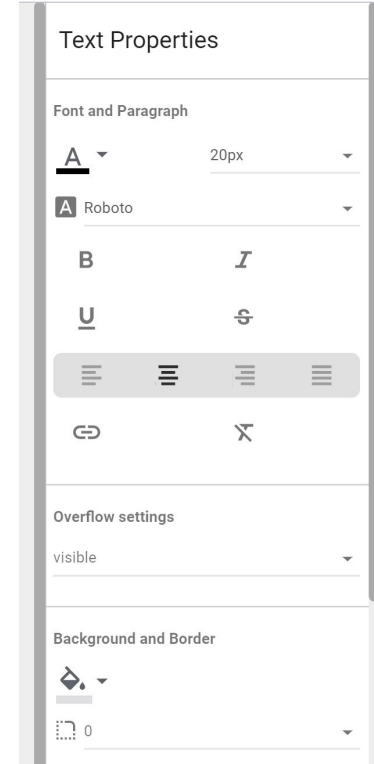 Text Properties
Font and Paragraph
A 20px
A Roboto
B I
U S
Overflow settings
visible
Background and Border
0